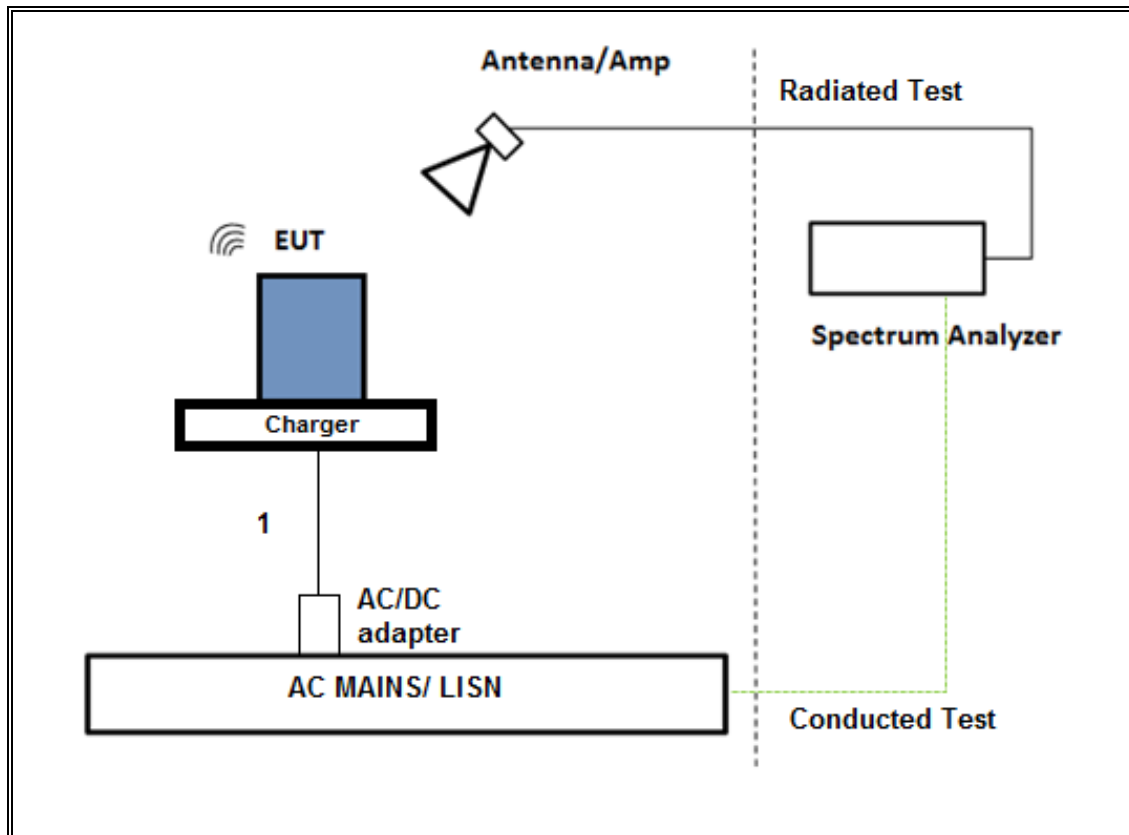 Antenna/Amp
Radiated Test
EUT
Spectrum Analyzer
Charger
1
AC/DC
adapter
AC MAINS/ LISN
Conducted Test